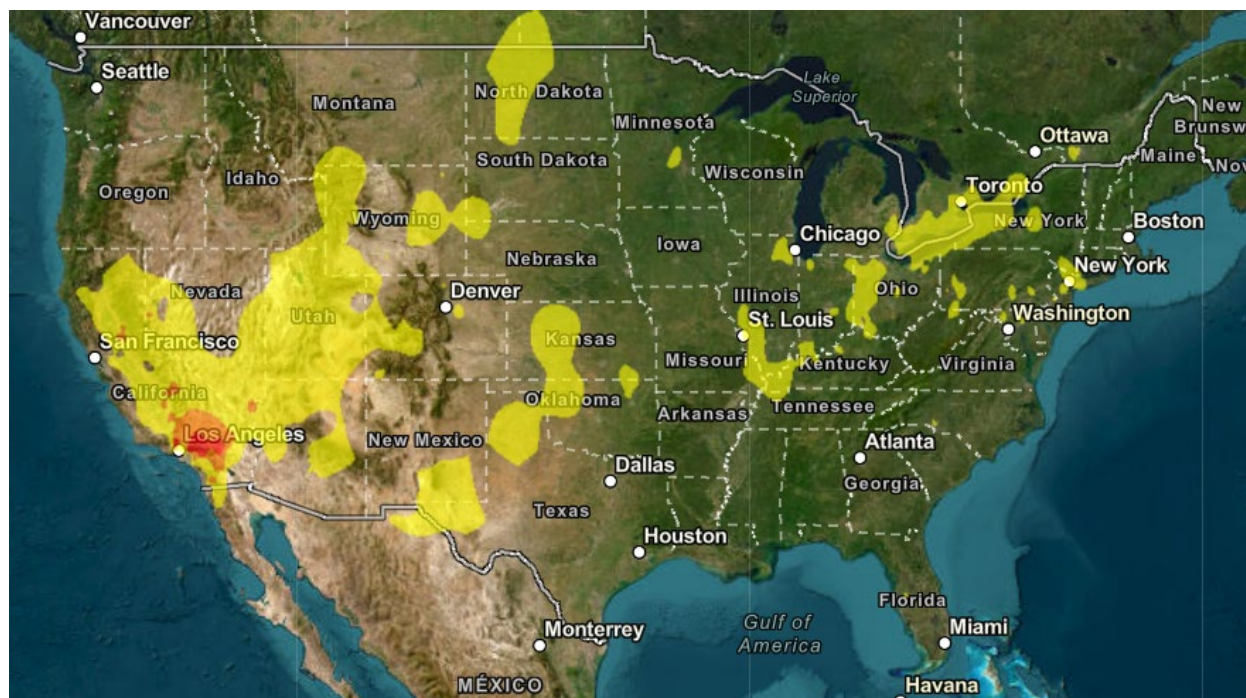 Vancouver
Seattle
Montana
North Dakota
Lake
Superior
Minnesota
Ottawa
New
Brunsw
Maine
Nov
South Dakota
Wisconsin
Idaho
Oregon
Toronto
Wyoming
New York
Boston
Iowa
Chicago
Nebraska
New York
Nevada
Denver
Illinois
Ohio
Utah
Washington
San Francisco
Kansas
St. Louis
Missouri
Kentucky
Virginia
California
Oklahoma
Arkansas
Tennessee
Los Angeles
New Mexico
Atlanta
Dallas
Georgia
Texas
Houston
Florida
Gulf of
America
Miami
Monterrey
MÉXICO
Havana